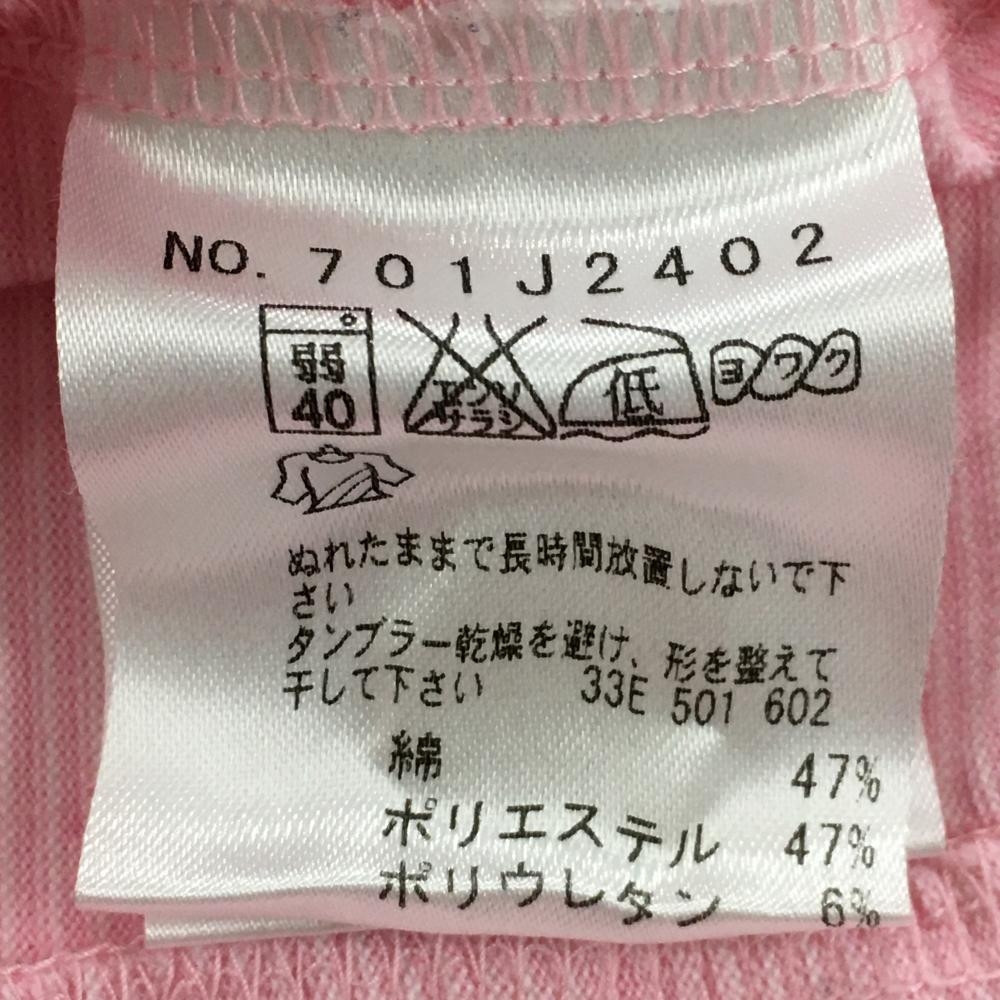 NO. 701J2402
弱
40
エンソ
サラシ
低
ヨワク
ぬれたままで長時間放置しないで下
さい
タンブラー乾燥を避け、形を整えて
干して下さい 33E 501 602
綿 47%
ポリエステル 47%
ポリウレタン 6%